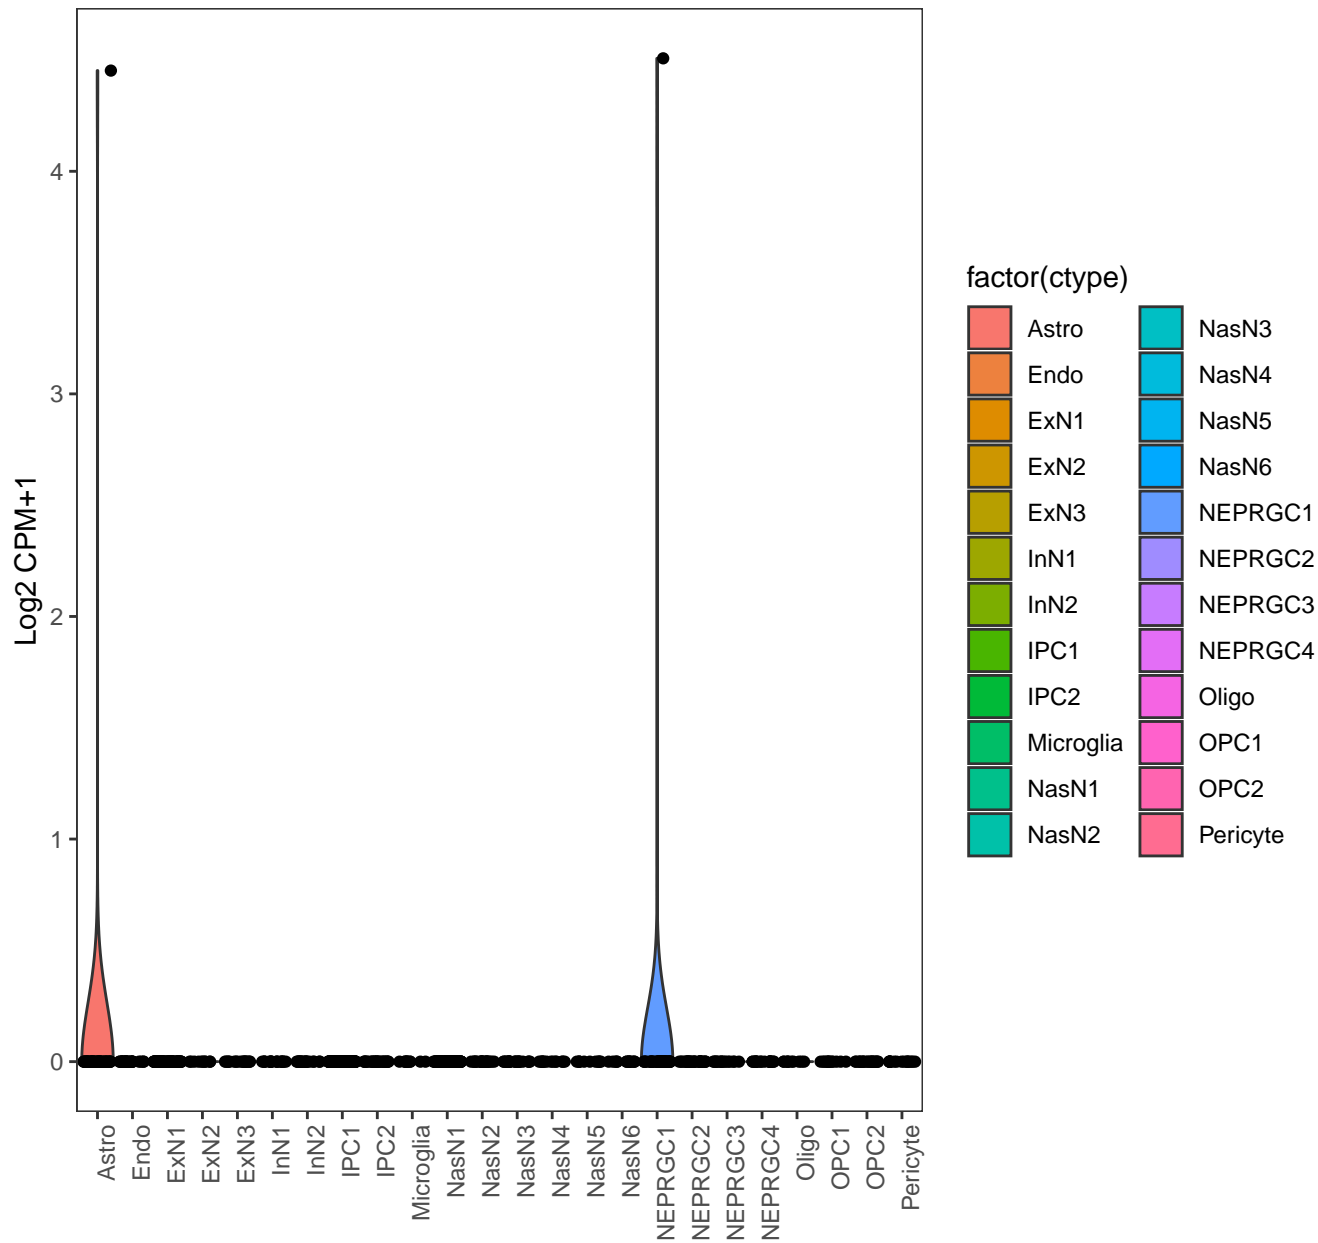 Log2 CPM+1
4
3
2
1
0
Astro
Endo
ExN1
ExN2
ExN3
InN1
InN2
IPC1
IPC2
Microglia
NasN1
NasN2
NasN3
NasN4
NasN5
NasN6
NEPRGC1
NEPRGC2
NEPRGC3
NEPRGC4
Oligo
OPC1
OPC2
Pericyte
factor(ctype)
Astro
Endo
ExN1
ExN2
ExN3
InN1
InN2
IPC1
IPC2
Microglia
NasN1
NasN2
NasN3
NasN4
NasN5
NasN6
NEPRGC1
NEPRGC2
NEPRGC3
NEPRGC4
Oligo
OPC1
OPC2
Pericyte